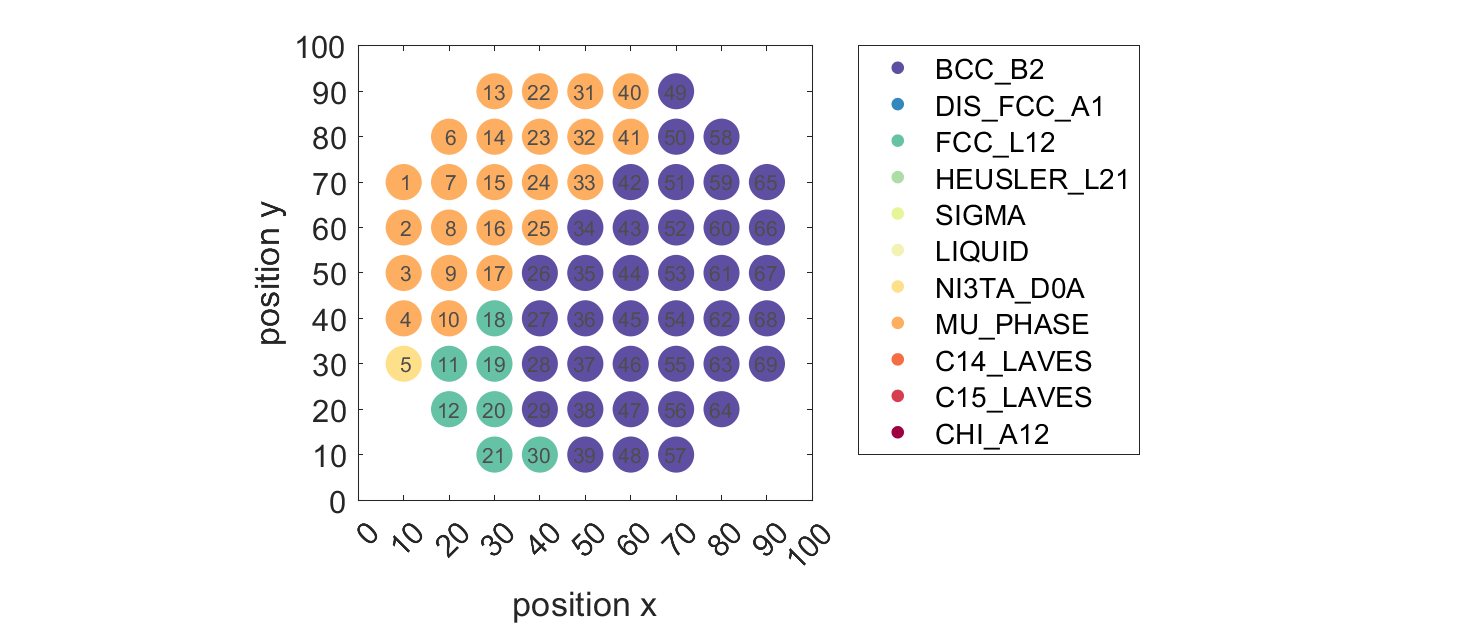 100
90 13 22 31 40 49
80 6 14 23 32 41 50 58
70 1 7 15 24 33 42 51 59 65
60 2 8 16 25 34 43 52 60 66
50 3 9 17 26 35 44 53 61 67
40 4 10 18 27 36 45 54 62 68
30 5 11 19 28 37 46 55 63 69
20 12 20 29 38 47 56 64
10 21 30 39 48 57
0
position y
0 10 20 30 40 50 60 70 80 90 100
position x
BCC_B2
DIS_FCC_A1
FCC_L12
HEUSLER_L21
SIGMA
LIQUID
NI3TA_D0A
MU_PHASE
C14_LAVES
C15_LAVES
CHI_A12